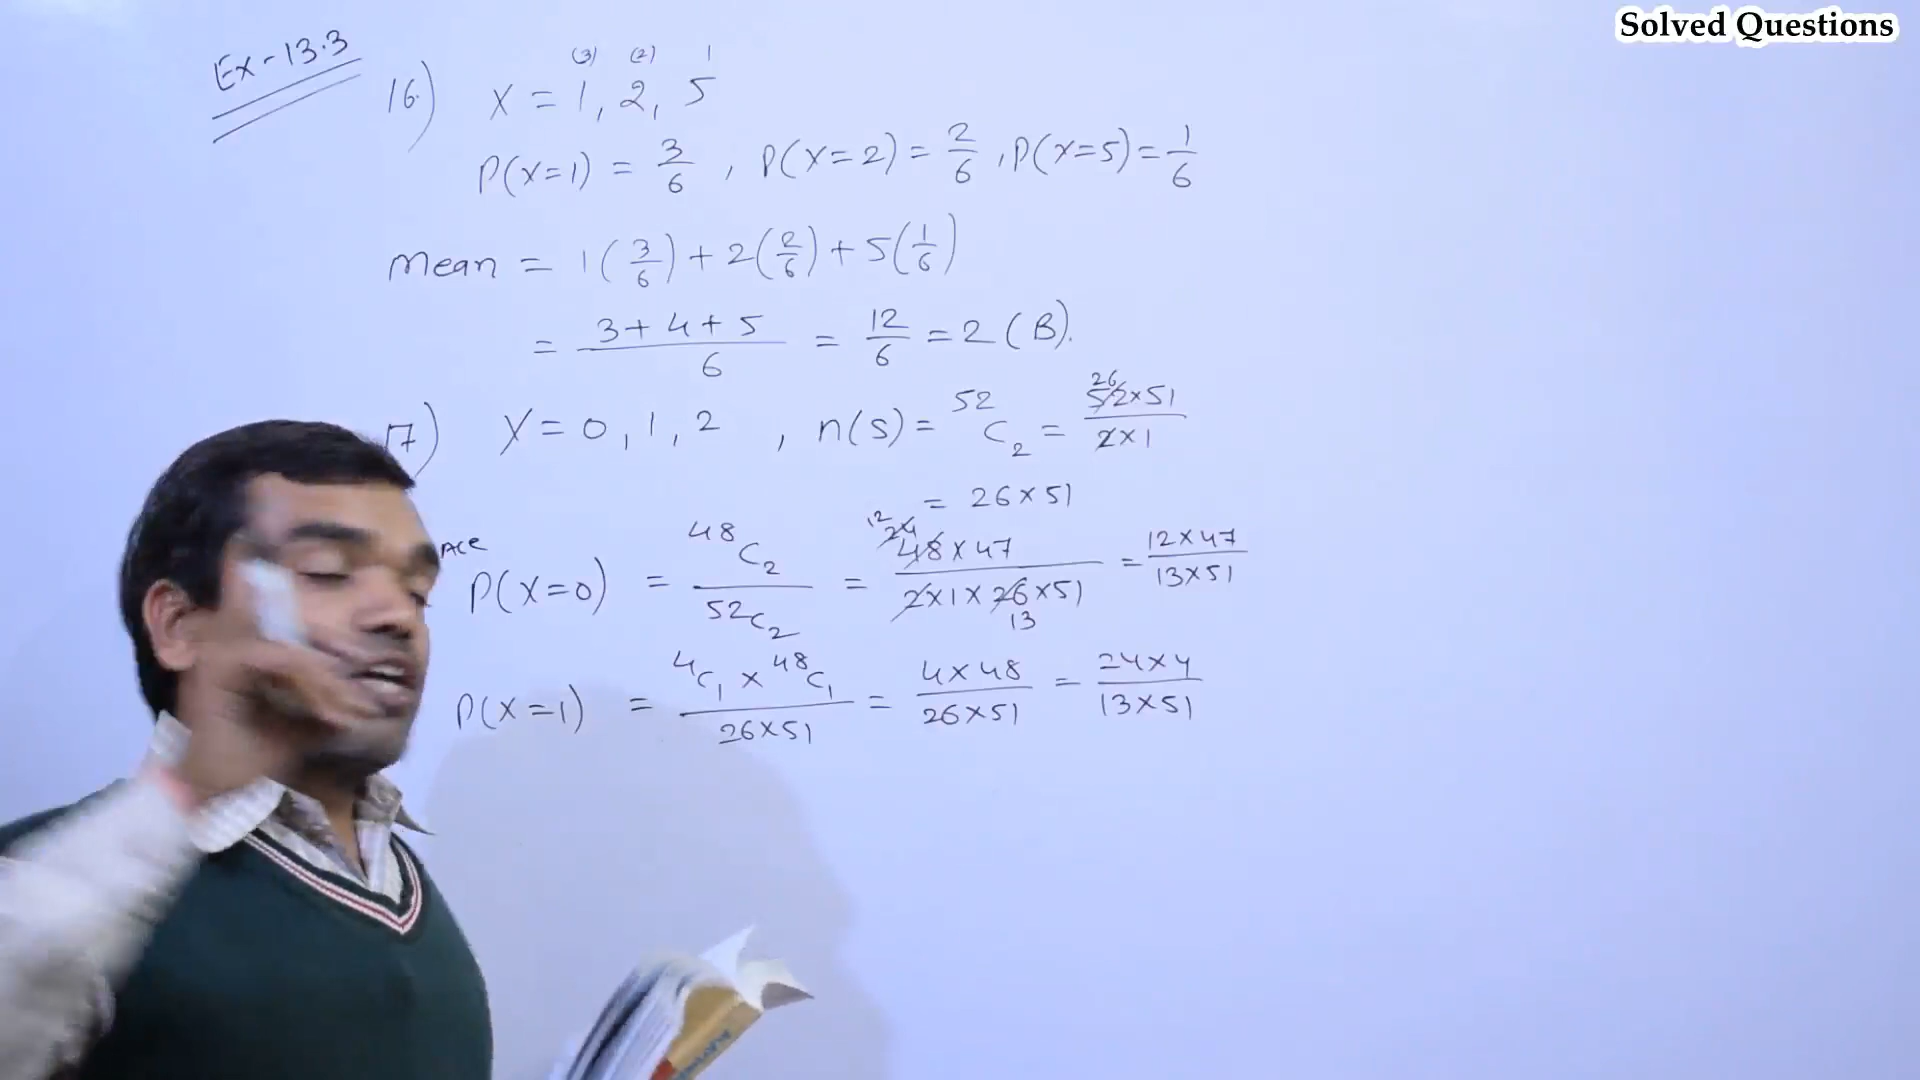 Solved Questions
Ex-13.3
(3) (2) 1
16) X = 1, 2, 5
P(X=1) = 3/6 , P(X=2) = 2/6 , P(X=5) = 1/6
Mean = 1(3/6) + 2(2/6) + 5(1/6)
= 3+4+5/6 = 12/6 = 2 (B).
17) X = 0, 1, 2 , n(S) = 52C2 = 26 52×51/2×1
= 26×51
Ace
P(X=0) = 48C2/52C2 = 12 24 48×47/2×1×26×51 13 = 12×47/13×51
P(X=1) = 4C1 × 48C1/26×51 = 4×48/26×51 = 24×4/13×51